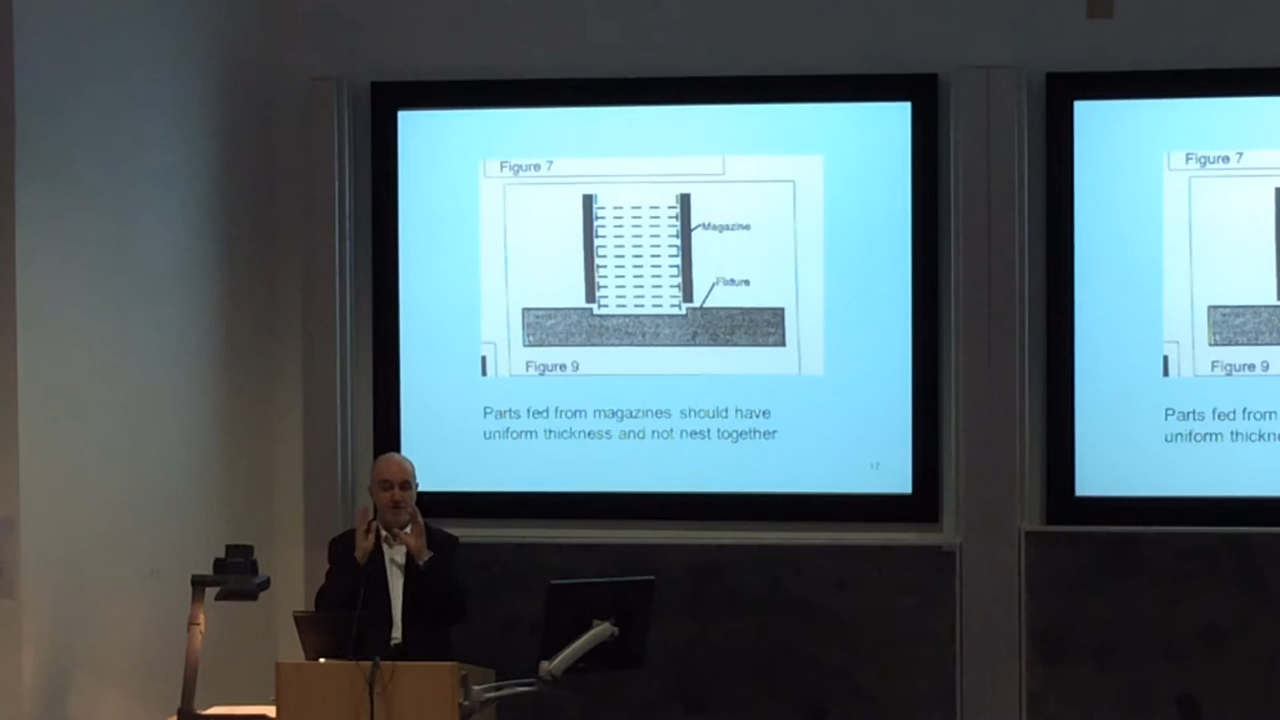 Figure 7
Magazine
Fixture
Figure 9
Parts fed from magazines should have
uniform thickness and not nest together
17
Figure 7
Figure 9
Parts fed from
uniform thickne